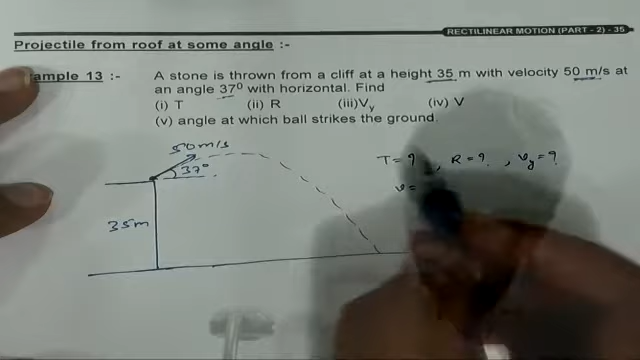 RECTILINEAR MOTION (PART - 2) - 35
Projectile from roof at some angle :-
ample 13 :- A stone is thrown from a cliff at a height 35 m with velocity 50 m/s at
an angle 37⁰ with horizontal. Find
(i) T (ii) R (iii)Vy (iv) V
(v) angle at which ball strikes the ground.
50 m/s
37°
T = ? , R = ? , vy = ?
v =
35m